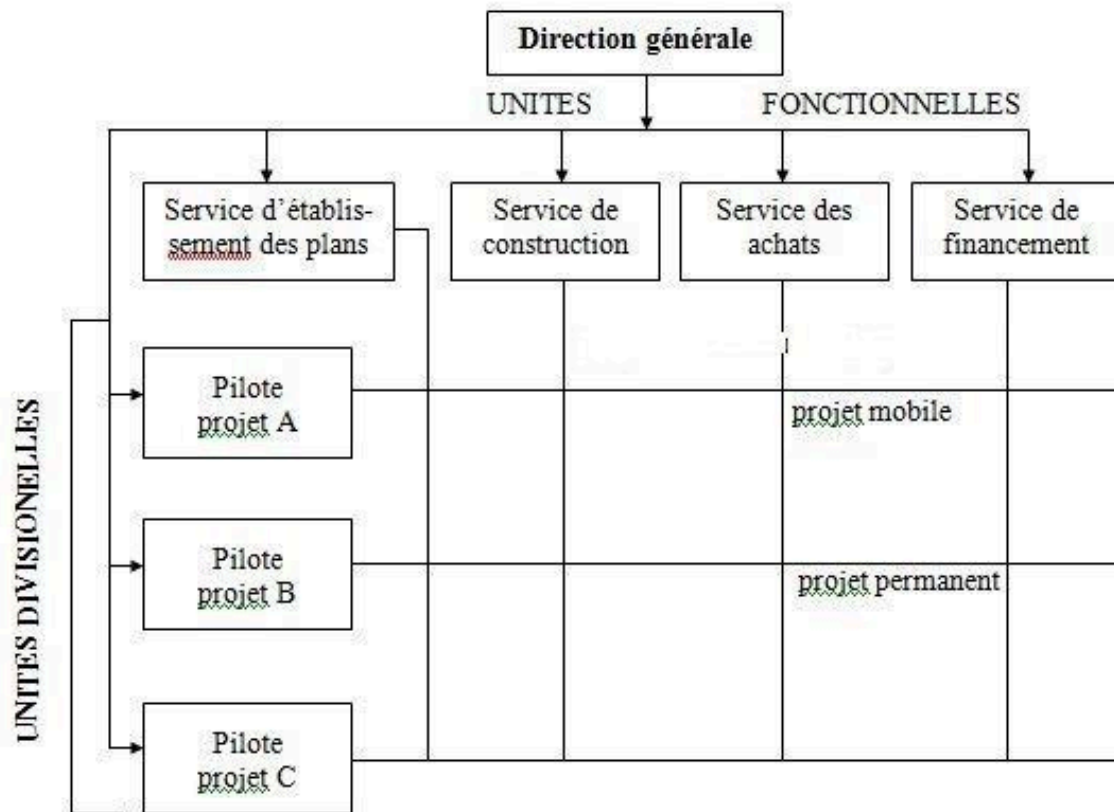 Direction générale
UNITES FONCTIONNELLES
Service d'établis-
sement des plans
Service de
construction
Service des
achats
Service de
financement
UNITES DIVISIONELLES
Pilote
projet A
projet mobile
Pilote
projet B
projet permanent
Pilote
projet C